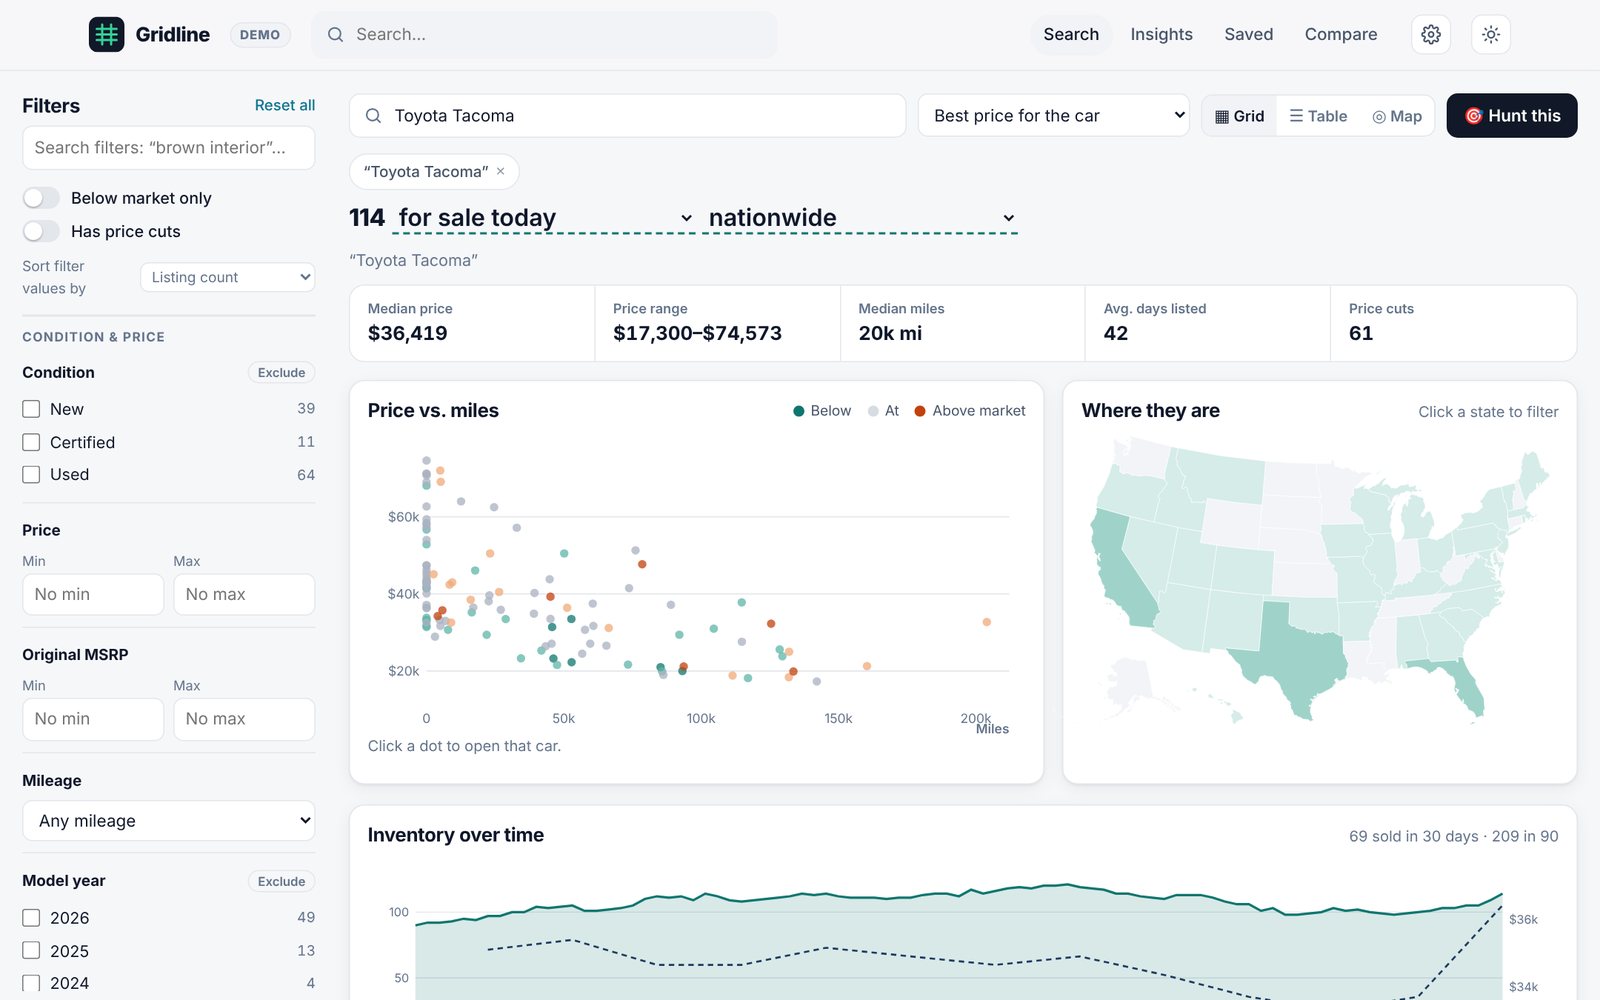 Gridline DEMO Search... Search Insights Saved Compare
Filters Reset all
Search filters: “brown interior”...
Below market only
Has price cuts
Sort filter values by
Listing count
CONDITION & PRICE
Condition Exclude
New 39
Certified 11
Used 64
Price
Min Max
No min No max
Original MSRP
Min Max
No min No max
Mileage
Any mileage
Model year Exclude
2026 49
2025 13
2024 4
Toyota Tacoma Best price for the car Grid Table Map Hunt this
“Toyota Tacoma” ×
114 for sale today nationwide
“Toyota Tacoma”
Median price Price range Median miles Avg. days listed Price cuts
$36,419 $17,300–$74,573 20k mi 42 61
Price vs. miles Below At Above market
$60k
$40k
$20k
0 50k 100k 150k 200k
Miles
Click a dot to open that car.
Where they are Click a state to filter
Inventory over time 69 sold in 30 days · 209 in 90
100 $36k
50 $34k